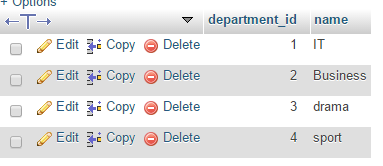 + Options
department_id name
Edit Copy Delete 1 IT
Edit Copy Delete 2 Business
Edit Copy Delete 3 drama
Edit Copy Delete 4 sport